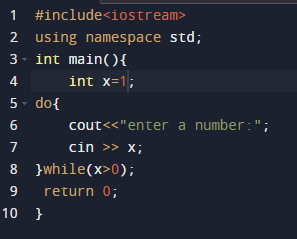 1 #include<iostream>
2 using namespace std;
3 int main(){
4     int x=1;
5 do{
6     cout<<"enter a number:";
7     cin >> x;
8 }while(x>0);
9  return 0;
10 }